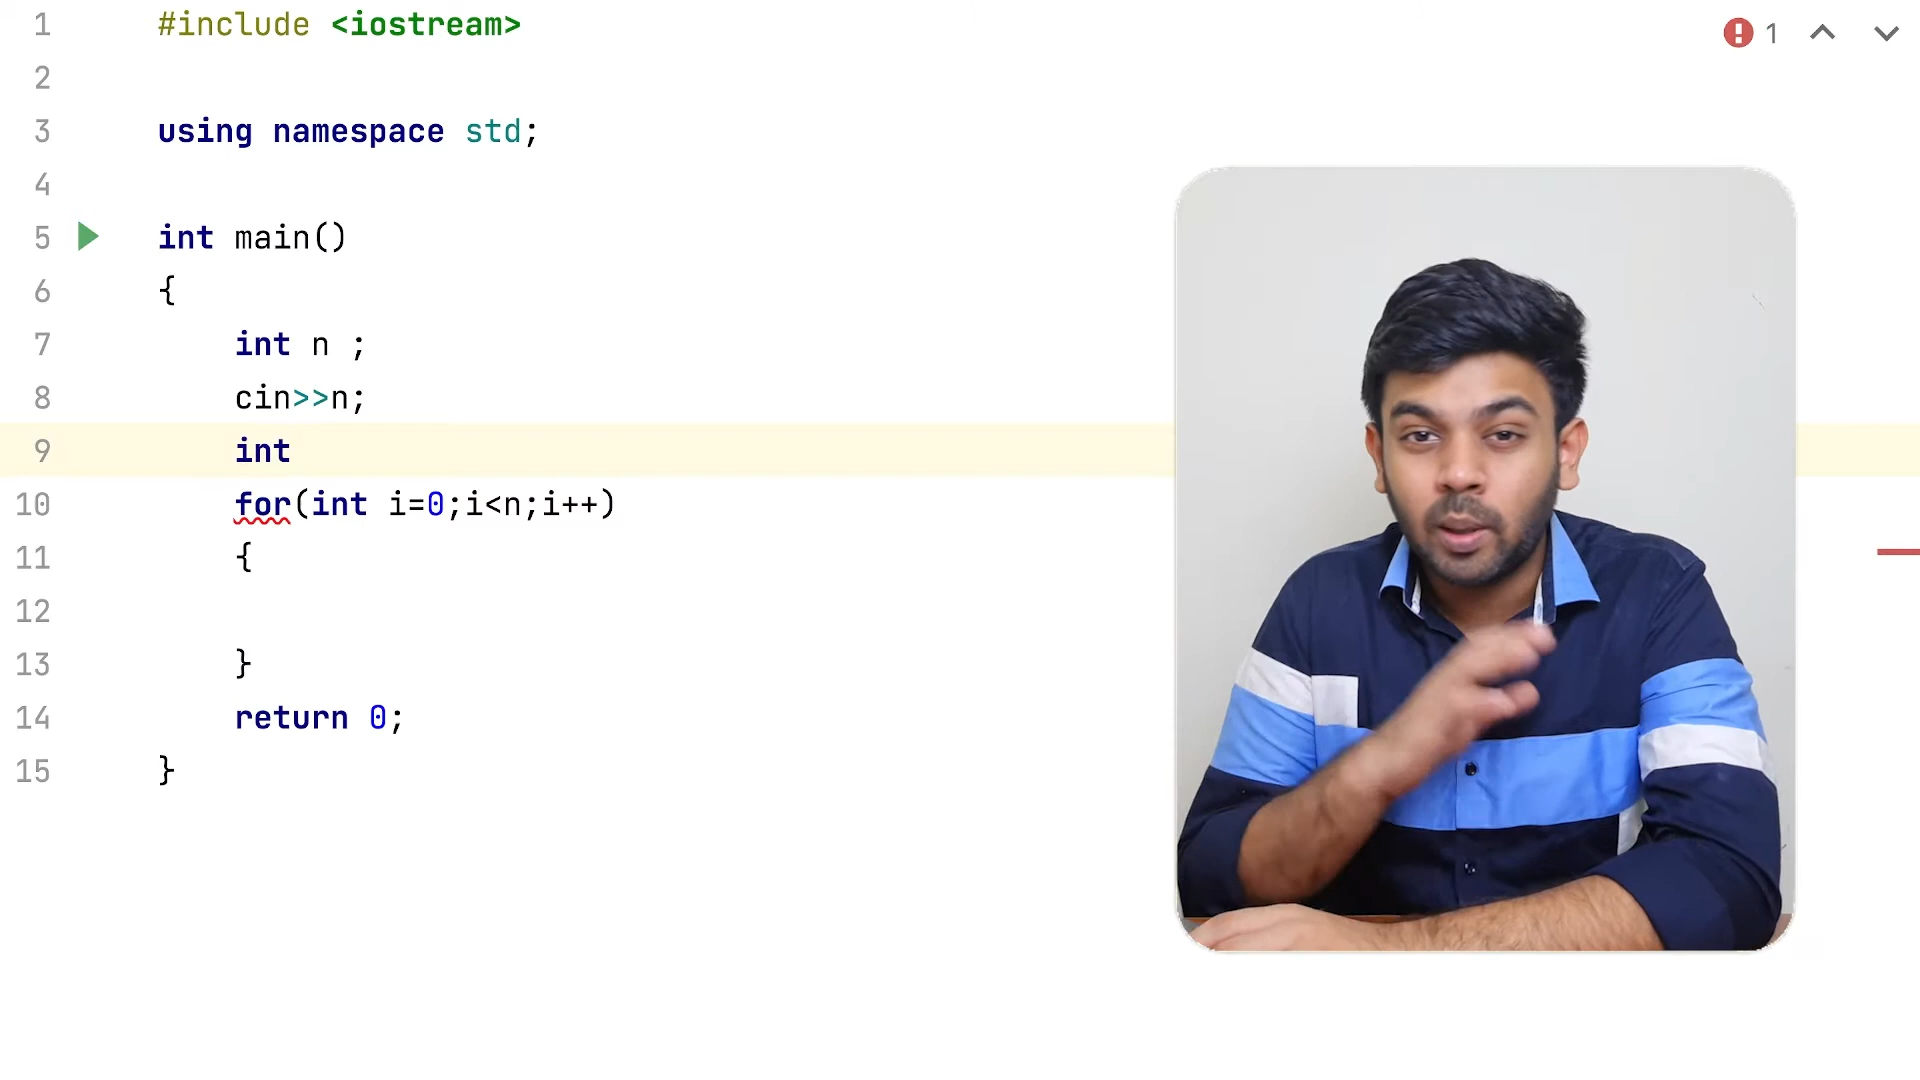 1 #include <iostream>
2
3 using namespace std;
4
5 int main()
6 {
7 int n ;
8 cin>>n;
9 int
10 for(int i=0;i<n;i++)
11 {
12
13 }
14 return 0;
15 }
1